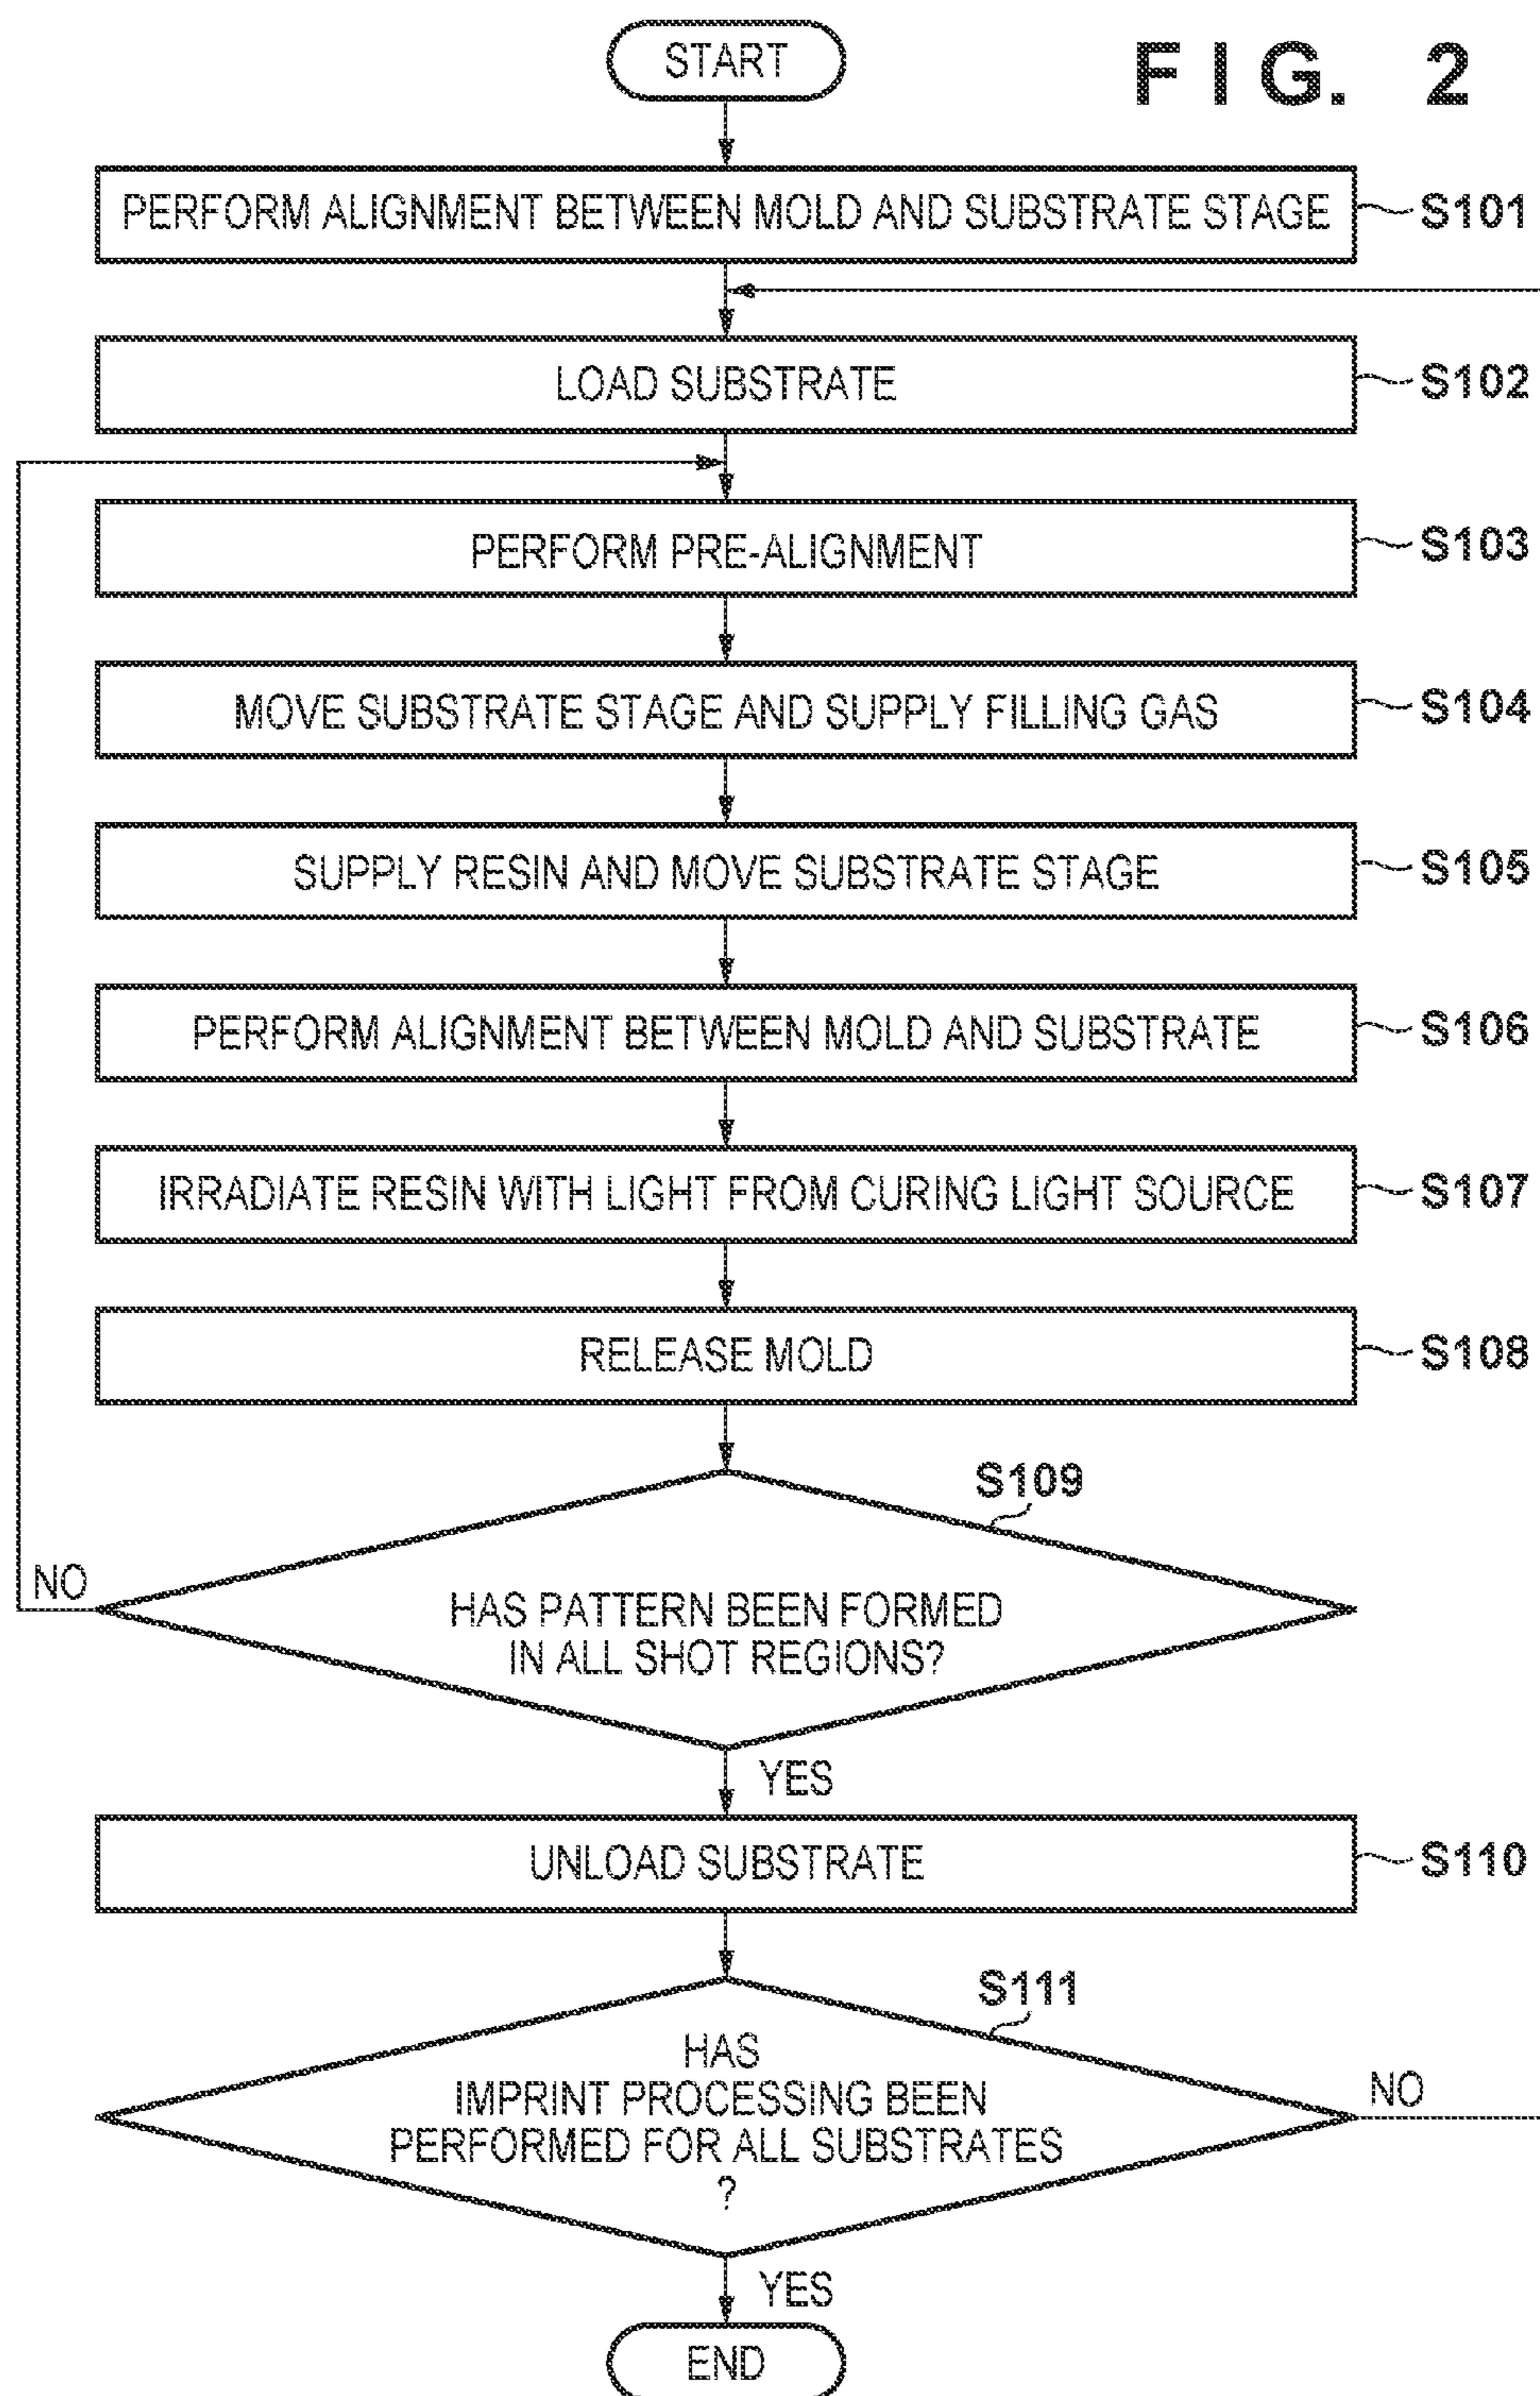 START
FIG. 2
PERFORM ALIGNMENT BETWEEN MOLD AND SUBSTRATE STAGE
S101
LOAD SUBSTRATE
S102
PERFORM PRE-ALIGNMENT
S103
MOVE SUBSTRATE STAGE AND SUPPLY FILLING GAS
S104
SUPPLY RESIN AND MOVE SUBSTRATE STAGE
S105
PERFORM ALIGNMENT BETWEEN MOLD AND SUBSTRATE
S106
IRRADIATE RESIN WITH LIGHT FROM CURING LIGHT SOURCE
S107
RELEASE MOLD
S108
S109
NO
HAS PATTERN BEEN FORMED
IN ALL SHOT REGIONS?
YES
UNLOAD SUBSTRATE
S110
S111
HAS
IMPRINT PROCESSING BEEN
PERFORMED FOR ALL SUBSTRATES
?
NO
YES
END